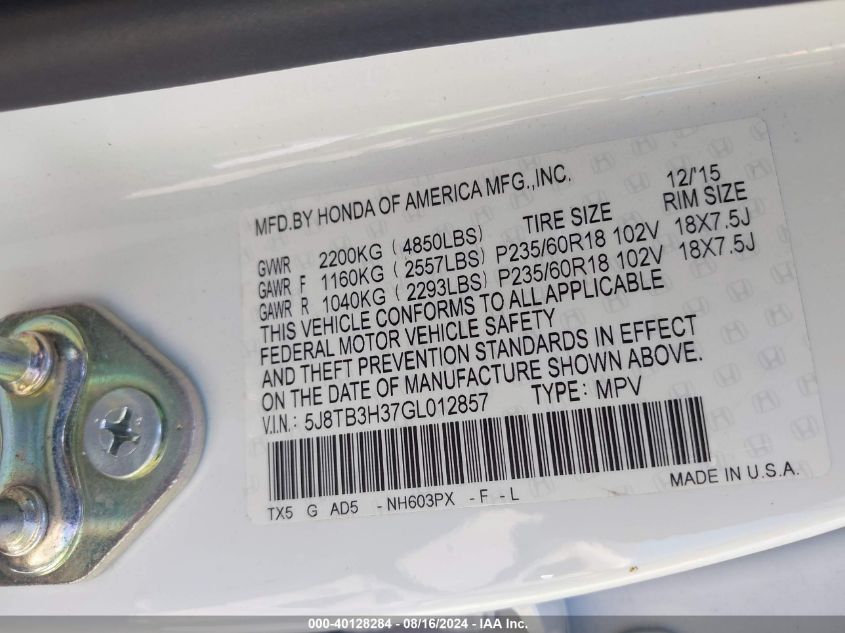 MFD.BY HONDA OF AMERICA MFG.,INC. 12/'15
TIRE SIZE RIM SIZE
GVWR 2200KG ( 4850LBS)
GAWR F 1160KG ( 2557LBS) P235/60R18 102V 18X7.5J
GAWR R 1040KG ( 2293LBS) P235/60R18 102V 18X7.5J
THIS VEHICLE CONFORMS TO ALL APPLICABLE
FEDERAL MOTOR VEHICLE SAFETY
AND THEFT PREVENTION STANDARDS IN EFFECT
ON THE DATE OF MANUFACTURE SHOWN ABOVE.
V.I.N.: 5J8TB3H37GL012857 TYPE: MPV
TX5 G AD5 - NH603PX - F - L MADE IN U.S.A.
000-40128284 - 08/16/2024 - IAA Inc.